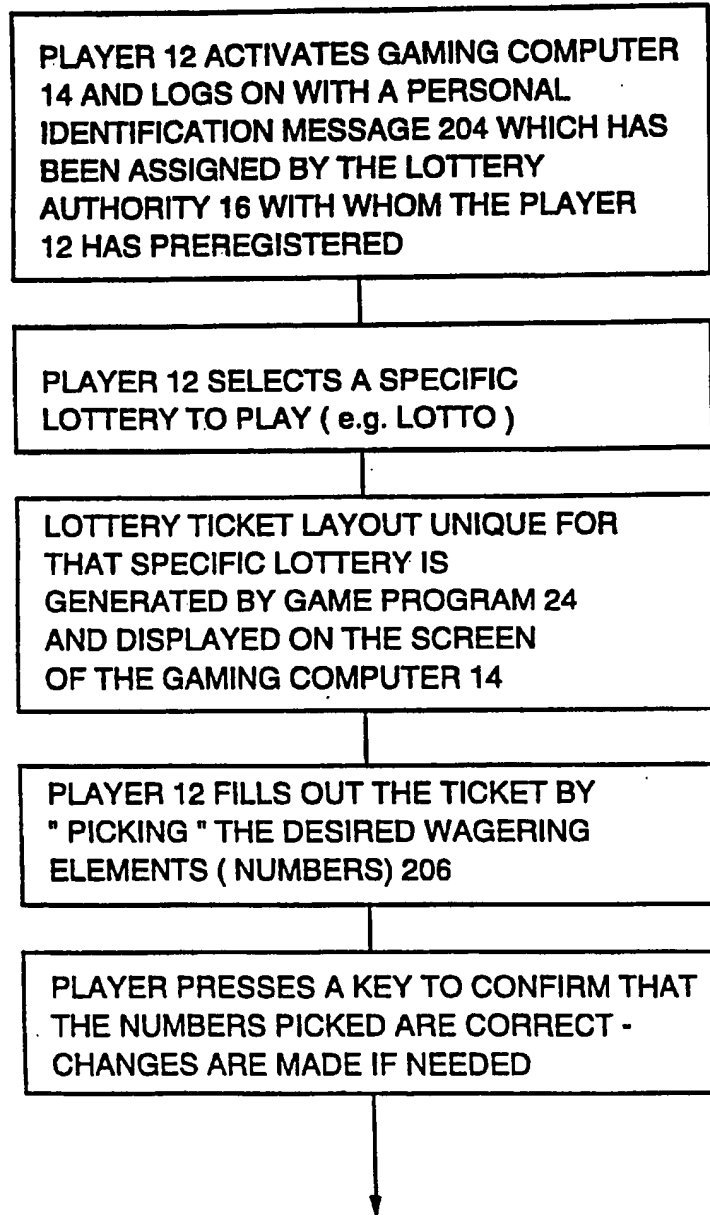 PLAYER 12 ACTIVATES GAMING COMPUTER
14 AND LOGS ON WITH A PERSONAL
IDENTIFICATION MESSAGE 204 WHICH HAS
BEEN ASSIGNED BY THE LOTTERY
AUTHORITY 16 WITH WHOM THE PLAYER
12 HAS PREREGISTERED
PLAYER 12 SELECTS A SPECIFIC
LOTTERY TO PLAY ( e.g. LOTTO )
LOTTERY TICKET LAYOUT UNIQUE FOR
THAT SPECIFIC LOTTERY IS
GENERATED BY GAME PROGRAM 24
AND DISPLAYED ON THE SCREEN
OF THE GAMING COMPUTER 14
PLAYER 12 FILLS OUT THE TICKET BY
" PICKING " THE DESIRED WAGERING
ELEMENTS ( NUMBERS) 206
PLAYER PRESSES A KEY TO CONFIRM THAT
THE NUMBERS PICKED ARE CORRECT -
CHANGES ARE MADE IF NEEDED